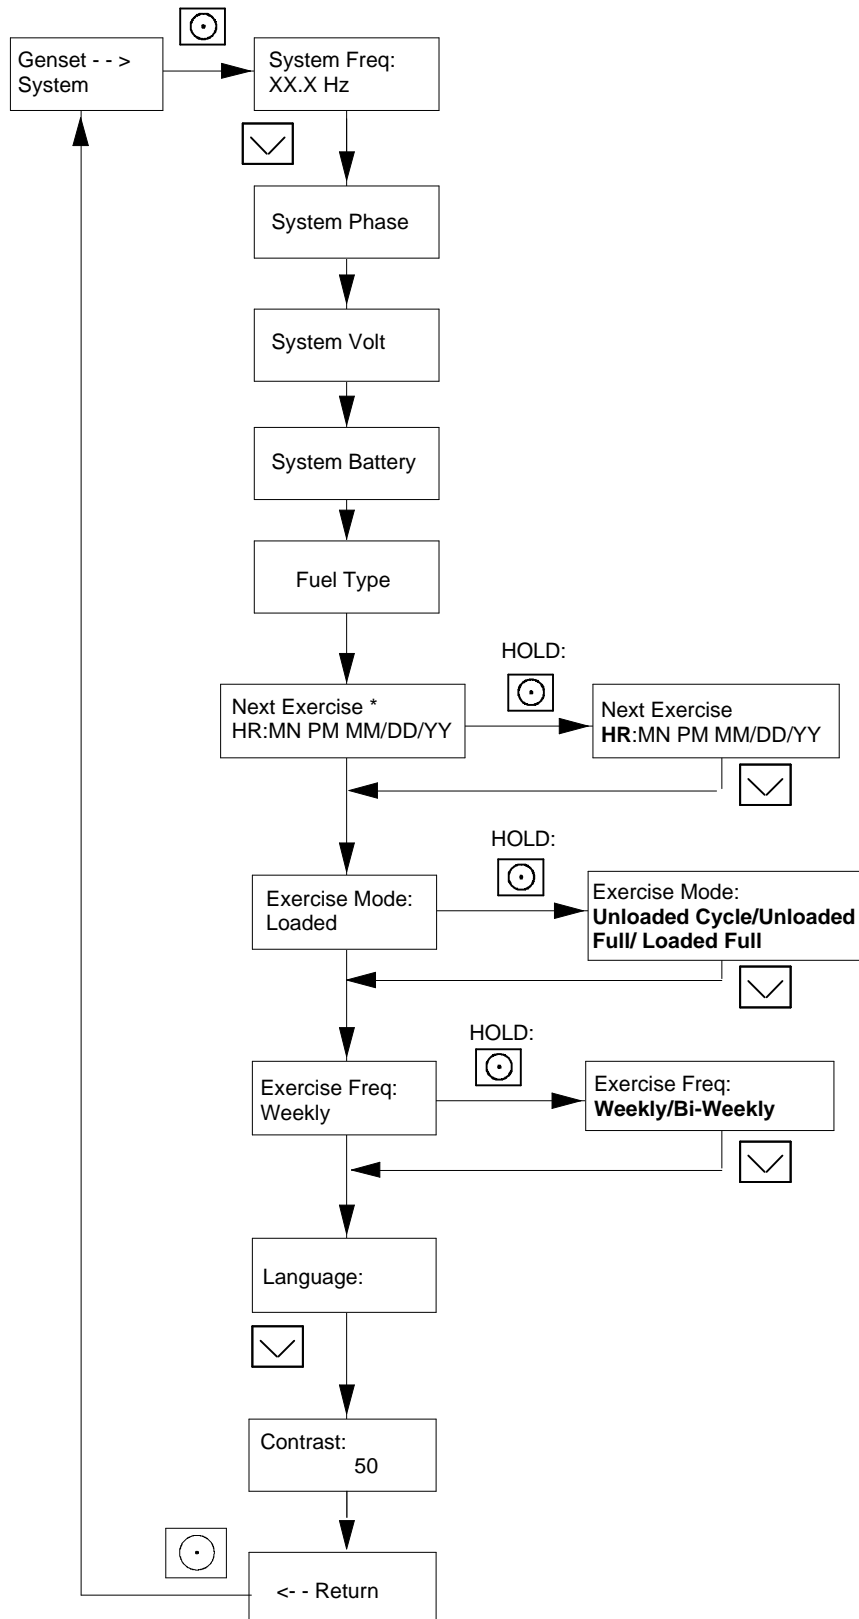 Genset - - >
System
System Freq:
XX.X Hz
System Phase
System Volt
System Battery
Fuel Type
Next Exercise *
HR:MN PM MM/DD/YY
HOLD:
Next Exercise
HR:MN PM MM/DD/YY
Exercise Mode:
Loaded
HOLD:
Exercise Mode:
Unloaded Cycle/Unloaded
Full/ Loaded Full
Exercise Freq:
Weekly
HOLD:
Exercise Freq:
Weekly/Bi-Weekly
Language:
Contrast:
50
<- - Return